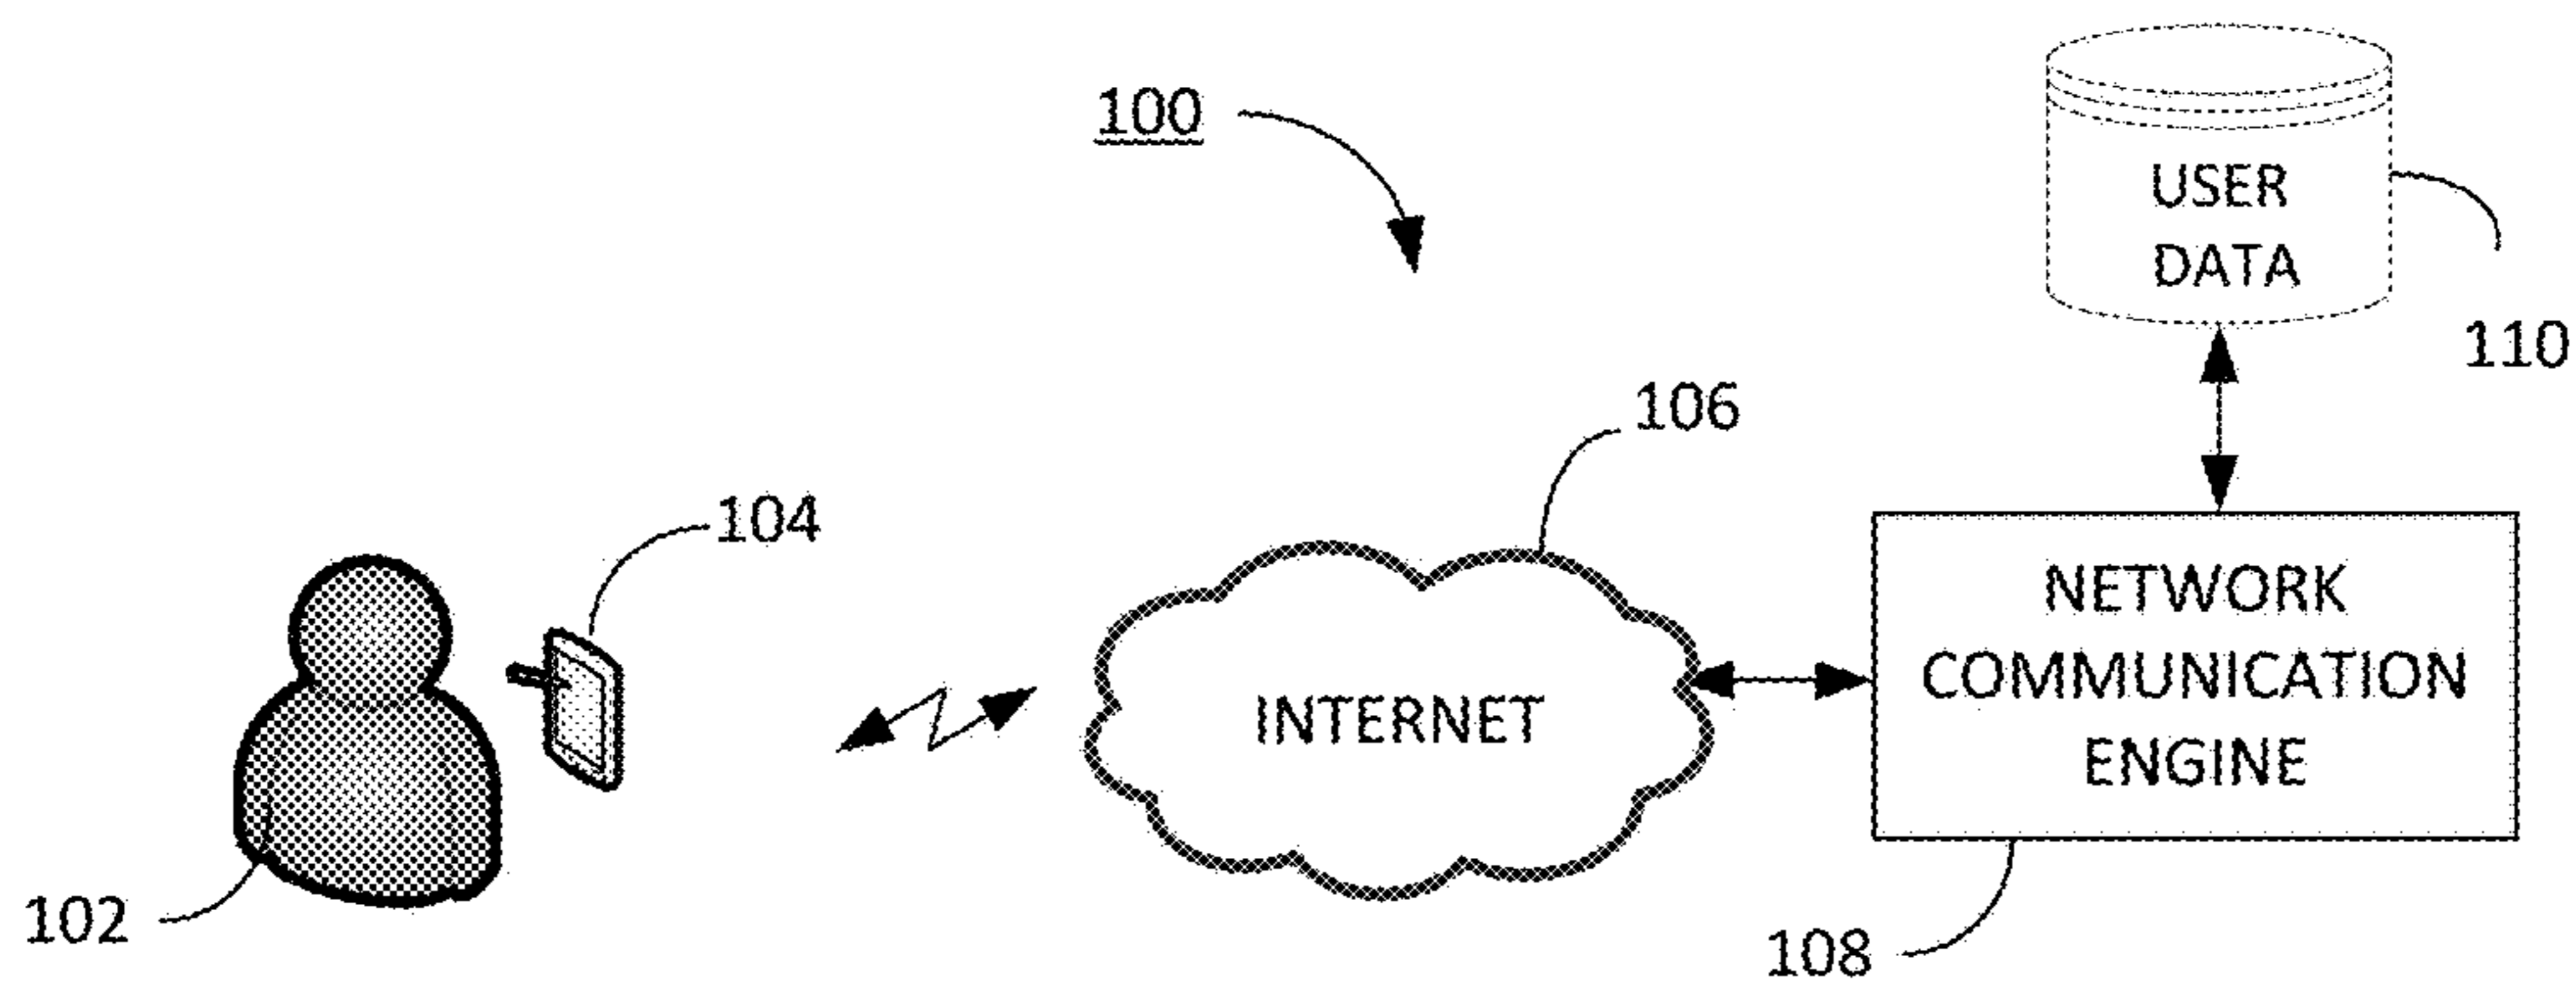 100
USER
DATA
110
106
104
NETWORK
COMMUNICATION
ENGINE
INTERNET
102
108